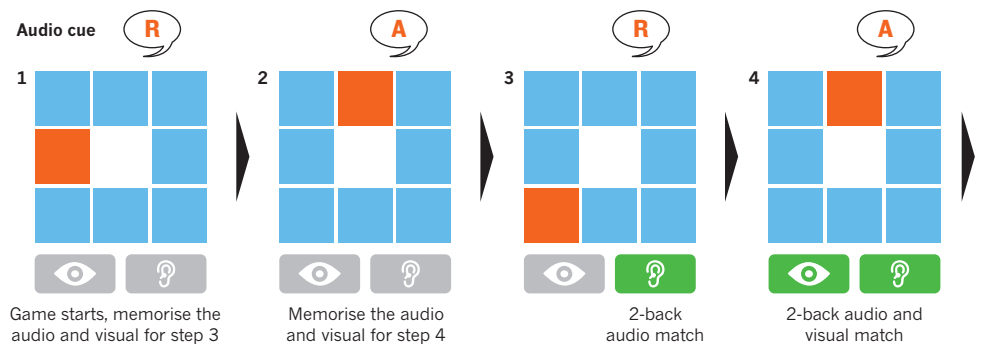 Audio cue
R
A
R
A
1
2
3
4
Game starts, memorise the
audio and visual for step 3
Memorise the audio
and visual for step 4
2-back
audio match
2-back audio and
visual match